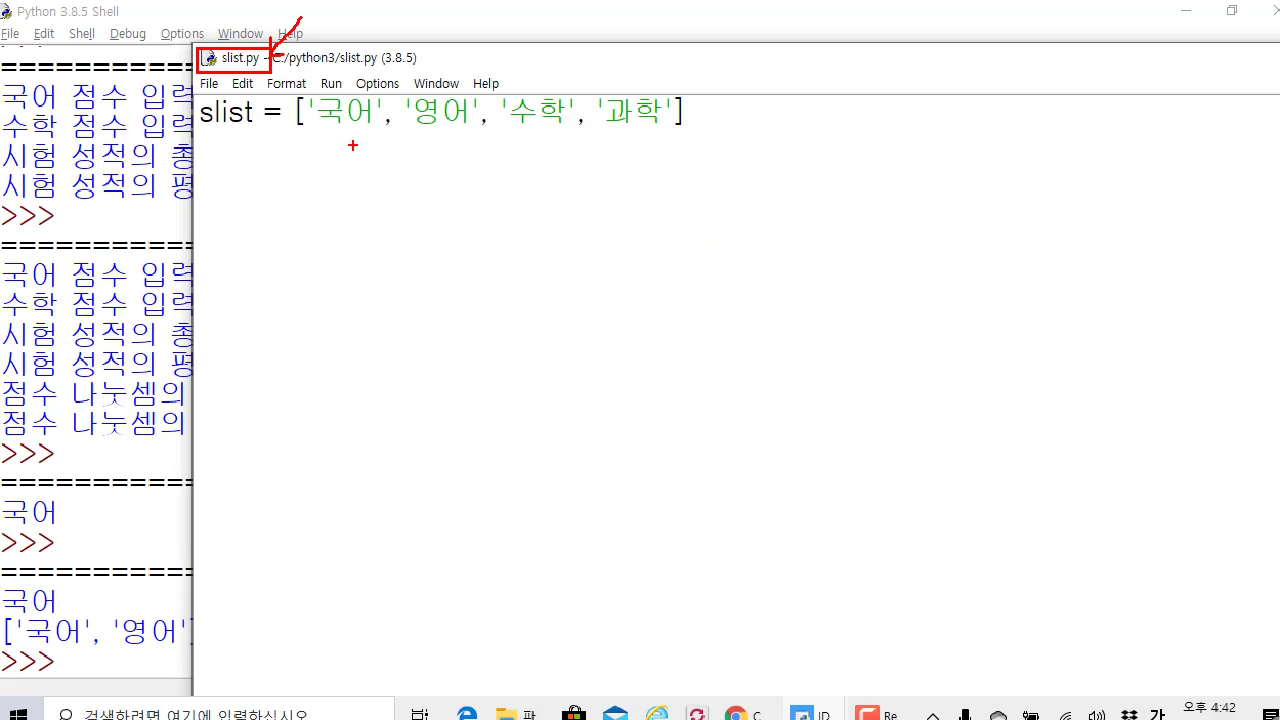 Python 3.8.5 Shell
File Edit Shell Debug Options Window Help
국어 점수 입력
수학 점수 입력
시험 성적의 총
시험 성적의 평
>>>
국어 점수 입력
수학 점수 입력
시험 성적의 총
시험 성적의 평
점수 나눗셈의
점수 나눗셈의
>>>
국어
>>>
국어
['국어', '영어']
>>>
slist.py - C:/python3/slist.py (3.8.5)
File Edit Format Run Options Window Help
slist = ['국어', '영어', '수학', '과학']
검색하려면 여기에 입력하십시오
파
C
ID
Re
가
오후 4:42